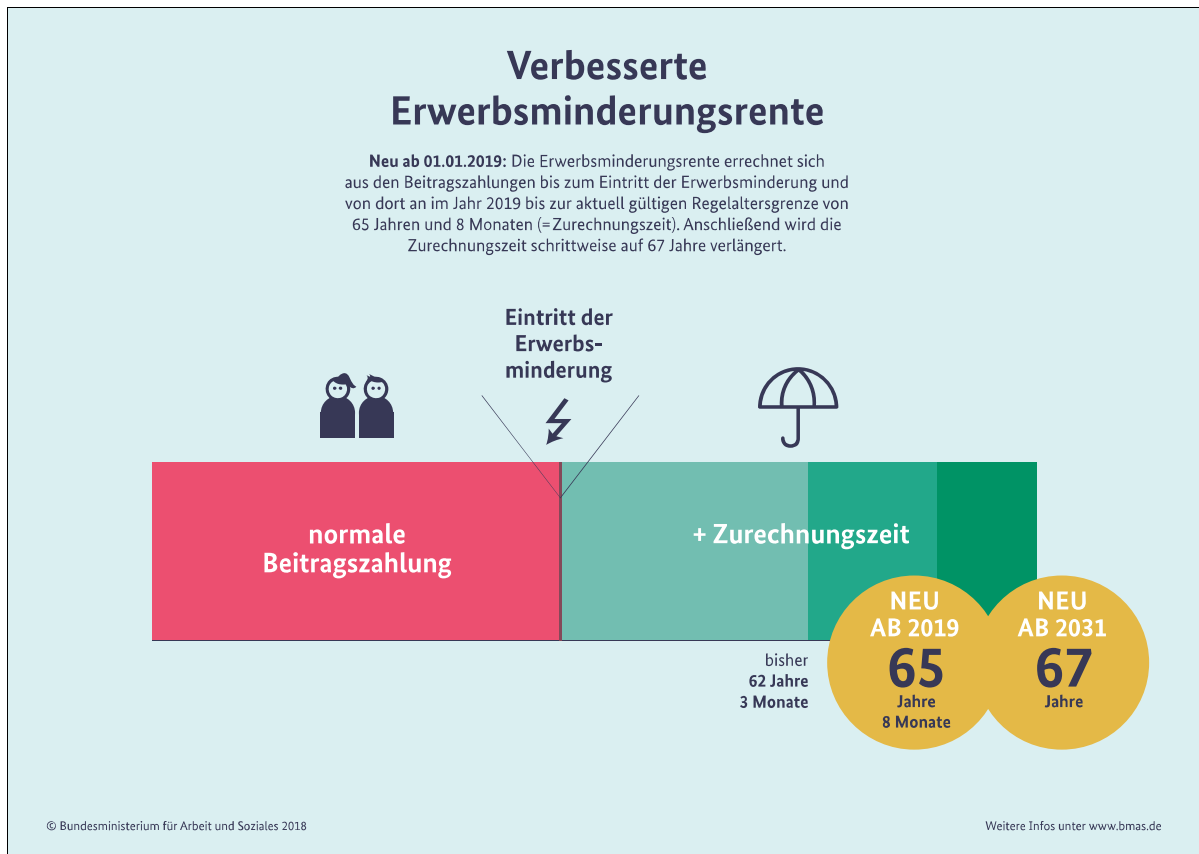 Verbesserte
Erwerbsminderungsrente
Neu ab 01.01.2019: Die Erwerbsminderungsrente errechnet sich
aus den Beitragszahlungen bis zum Eintritt der Erwerbsminderung und
von dort an im Jahr 2019 bis zur aktuell gültigen Regelaltersgrenze von
65 Jahren und 8 Monaten (=Zurechnungszeit). Anschließend wird die
Zurechnungszeit schrittweise auf 67 Jahre verlängert.
Eintritt der
Erwerbs-
minderung
normale
Beitragszahlung
+ Zurechnungszeit
bisher
62 Jahre
3 Monate
NEU
AB 2019
65
Jahre
8 Monate
NEU
AB 2031
67
Jahre
© Bundesministerium für Arbeit und Soziales 2018
Weitere Infos unter www.bmas.de